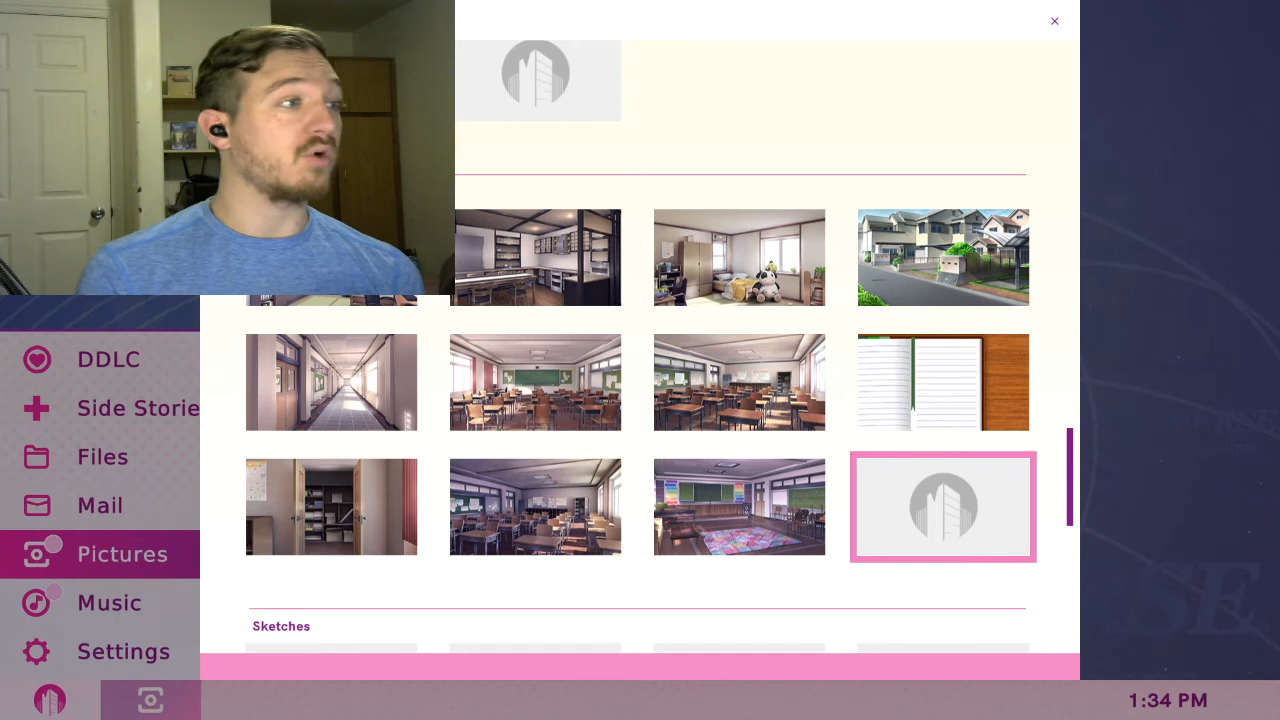 ×
DDLC
Side Storie
Files
Mail
Pictures
Music
Settings
Sketches
1:34 PM